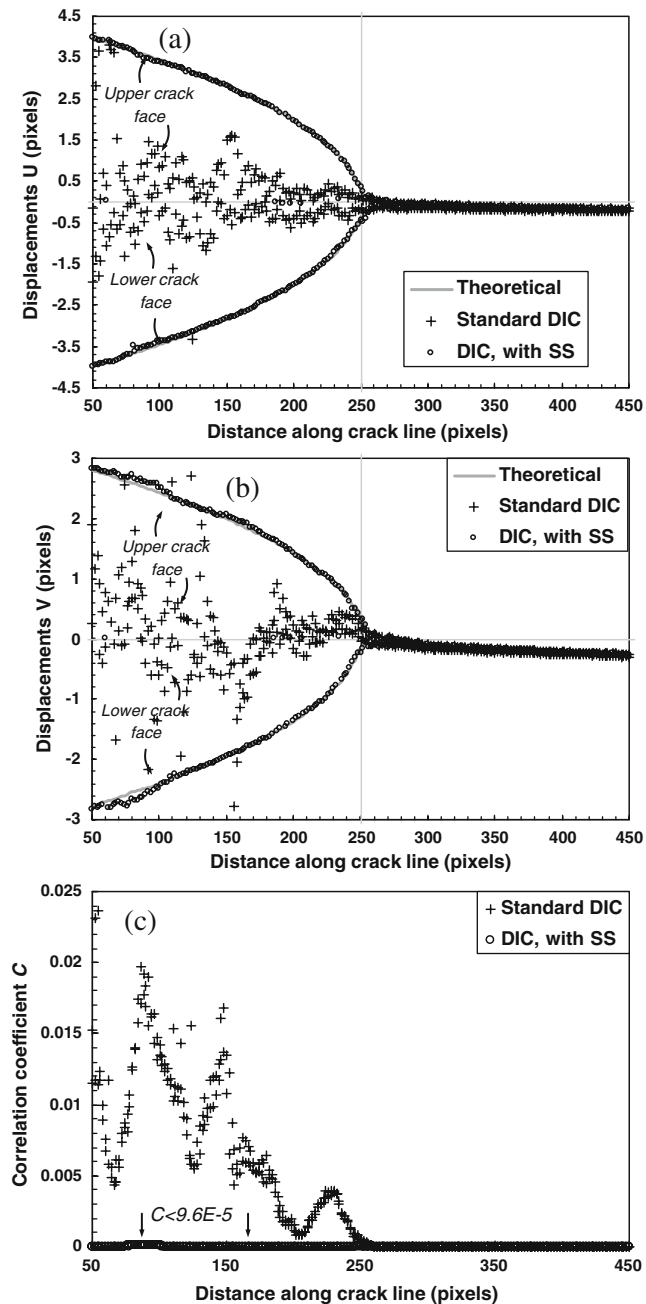 (a)
4.5
3.5
2.5
1.5
0.5
-0.5
-1.5
-2.5
-3.5
-4.5
Displacements U (pixels)
Upper crack
face
Lower crack
face
Theoretical
Standard DIC
DIC, with SS
50 100 150 200 250 300 350 400 450
Distance along crack line (pixels)
(b)
3
2
1
0
-1
-2
-3
Displacements V (pixels)
Theoretical
Standard DIC
DIC, with SS
Upper crack
face
Lower crack
face
50 100 150 200 250 300 350 400 450
Distance along crack line (pixels)
(c)
0.025
0.02
0.015
0.01
0.005
0
Correlation coefficient C
Standard DIC
DIC, with SS
C<9.6E-5
50 150 250 350 450
Distance along crack line (pixels)